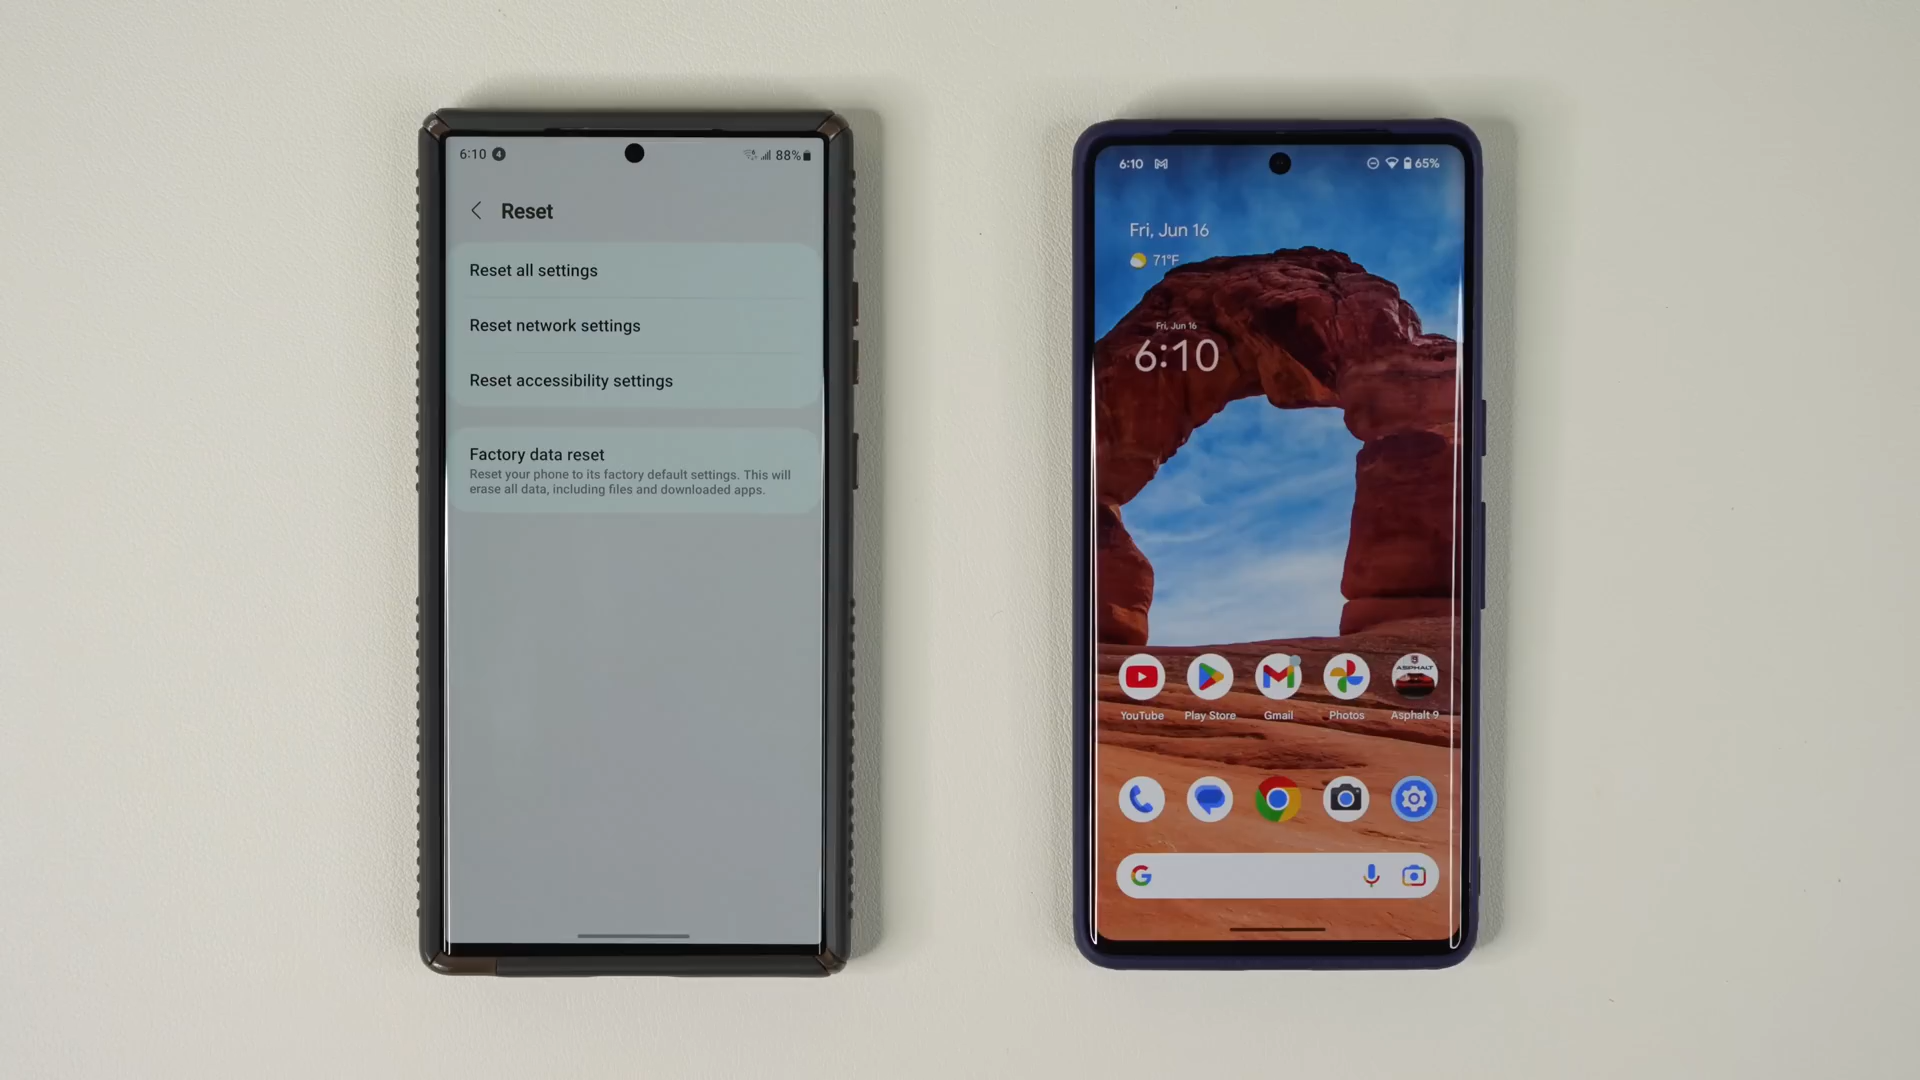 6:10 4 88%
Reset
Reset all settings
Reset network settings
Reset accessibility settings
Factory data reset
Reset your phone to its factory default settings. This will
erase all data, including files and downloaded apps.
6:10 65%
Fri, Jun 16
71°F
Fri, Jun 16
6:10
ASPHALT
YouTube Play Store Gmail Photos Asphalt 9
G